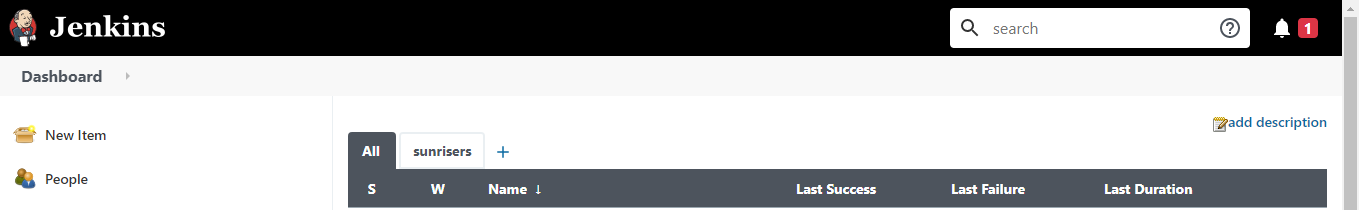 Jenkins
search
1
Dashboard
New Item
People
add description
All sunrisers +
S W Name ↓ Last Success Last Failure Last Duration